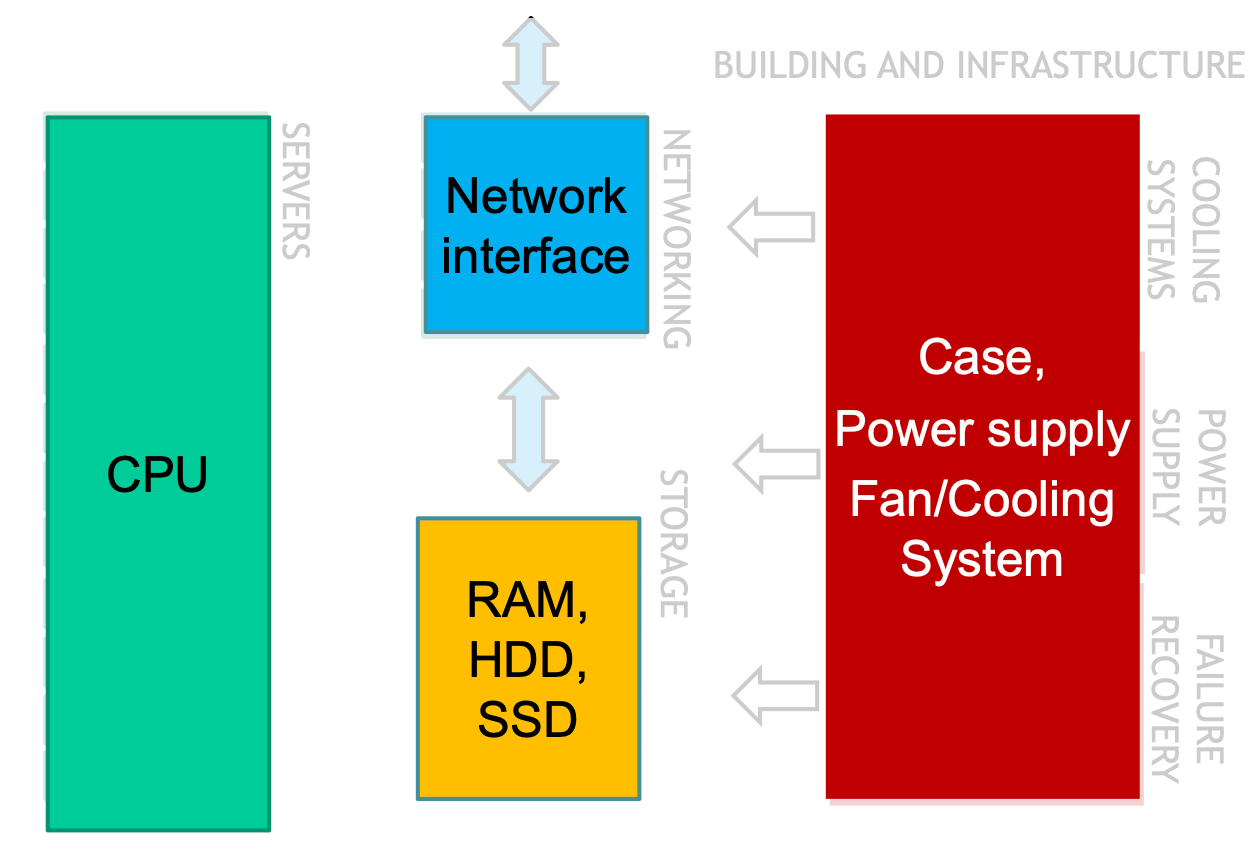 BUILDING AND INFRASTRUCTURE
SERVERS
CPU
Network
interface
NETWORKING
RAM,
HDD,
SSD
STORAGE
Case,
Power supply
Fan/Cooling
System
COOLING
SYSTEMS
POWER
SUPPLY
FAILURE
RECOVERY